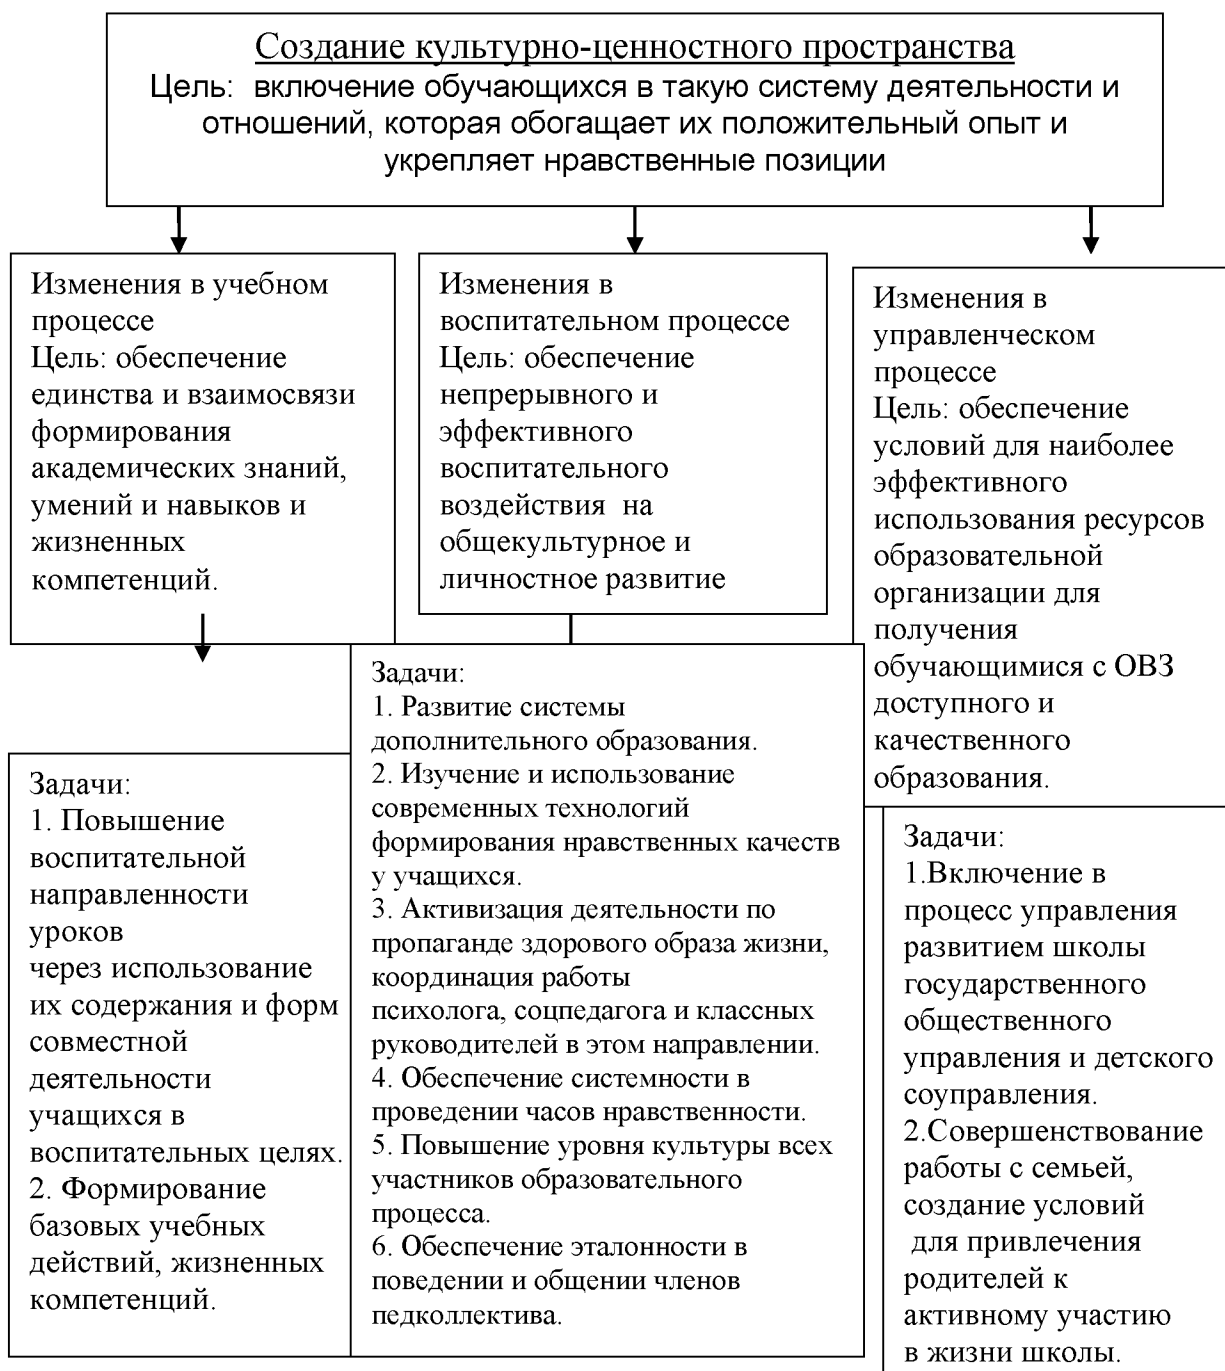 Создание культурно-ценностного пространства
Цель:  включение обучающихся в такую систему деятельности и
отношений, которая обогащает их положительный опыт и
укрепляет нравственные позиции
Изменения в учебном
процессе
Цель: обеспечение
единства и взаимосвязи
формирования
академических знаний,
умений и навыков и
жизненных
компетенций.
Изменения в
воспитательном процессе
Цель: обеспечение
непрерывного и
эффективного
воспитательного
воздействия  на
общекультурное и
личностное развитие
Изменения в
управленческом
процессе
Цель: обеспечение
условий для наиболее
эффективного
использования ресурсов
образовательной
организации для
получения
обучающимися с ОВЗ
доступного и
качественного
образования.
Задачи:
1. Повышение
воспитательной
направленности
уроков
через использование
их содержания и форм
совместной
деятельности
учащихся в
воспитательных целях.
2. Формирование
базовых учебных
действий, жизненных
компетенций.
Задачи:
1. Развитие системы
дополнительного образования.
2. Изучение и использование
современных технологий
формирования нравственных качеств
у учащихся.
3. Активизация деятельности по
пропаганде здорового образа жизни,
координация работы
психолога, соцпедагога и классных
руководителей в этом направлении.
4. Обеспечение системности в
проведении часов нравственности.
5. Повышение уровня культуры всех
участников образовательного
процесса.
6. Обеспечение эталонности в
поведении и общении членов
педколлектива.
Задачи:
1.Включение в
процесс управления
развитием школы
государственного
общественного
управления и детского
соуправления.
2.Совершенствование
работы с семьей,
создание условий
для привлечения
родителей к
активному участию
в жизни школы.